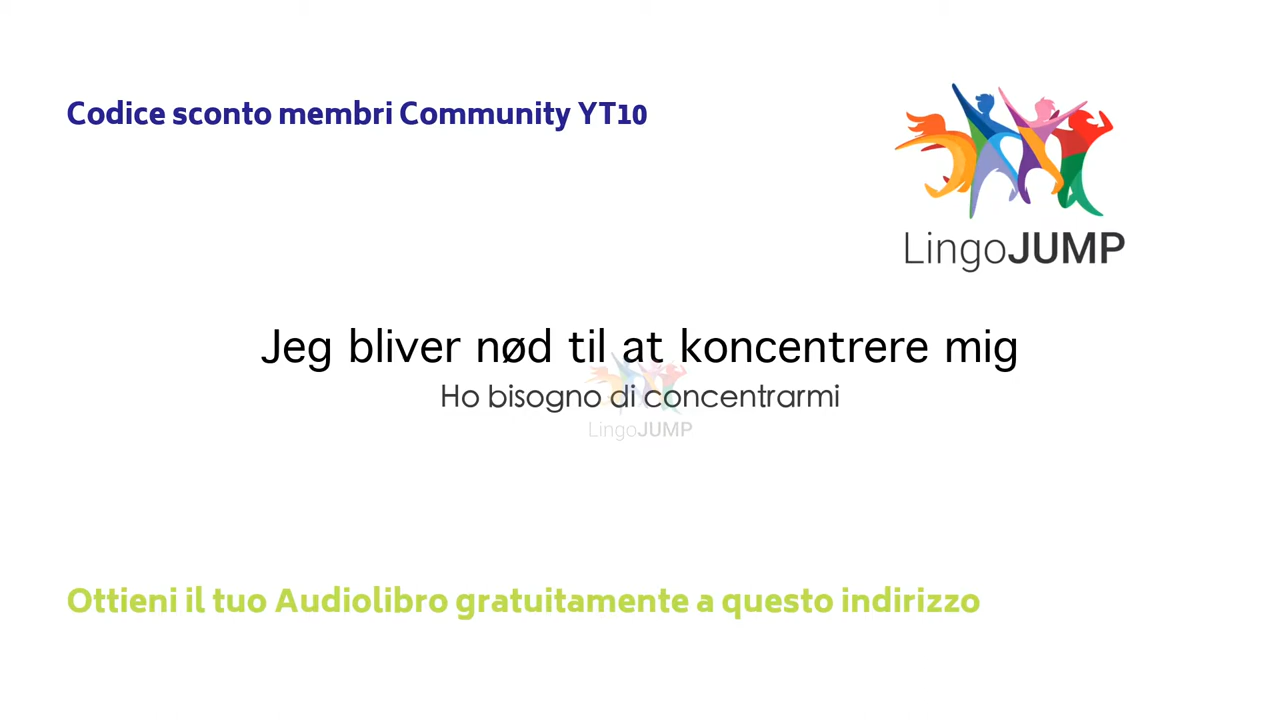 Codice sconto membri Community YT10
LingoJUMP
Jeg bliver nød til at koncentrere mig
Ho bisogno di concentrarmi
LingoJUMP
Ottieni il tuo Audiolibro gratuitamente a questo indirizzo